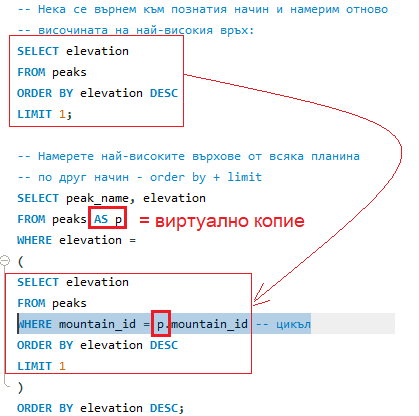 -- Нека се върнем към познатия начин и намерим отново
-- височината на най-високия връх:
SELECT elevation
FROM peaks
ORDER BY elevation DESC
LIMIT 1;
-- Намерете най-високите върхове от всяка планина
-- по друг начин - order by + limit
SELECT peak_name, elevation
FROM peaks AS p = виртуално копие
WHERE elevation =
(
SELECT elevation
FROM peaks
WHERE mountain_id = p.mountain_id -- цикъл
ORDER BY elevation DESC
LIMIT 1
)
ORDER BY elevation DESC;